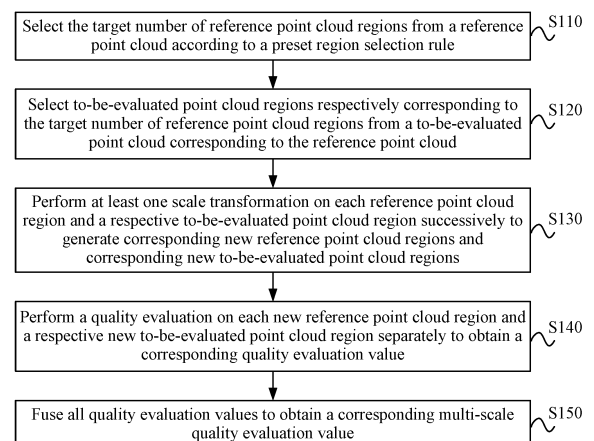 Select the target number of reference point cloud regions from a reference
point cloud according to a preset region selection rule
S110
Select to-be-evaluated point cloud regions respectively corresponding to
the target number of reference point cloud regions from a to-be-evaluated
point cloud corresponding to the reference point cloud
S120
Perform at least one scale transformation on each reference point cloud
region and a respective to-be-evaluated point cloud region successively to
generate corresponding new reference point cloud regions and
corresponding new to-be-evaluated point cloud regions
S130
Perform a quality evaluation on each new reference point cloud region and
a respective new to-be-evaluated point cloud region separately to obtain a
corresponding quality evaluation value
S140
Fuse all quality evaluation values to obtain a corresponding multi-scale
quality evaluation value
S150